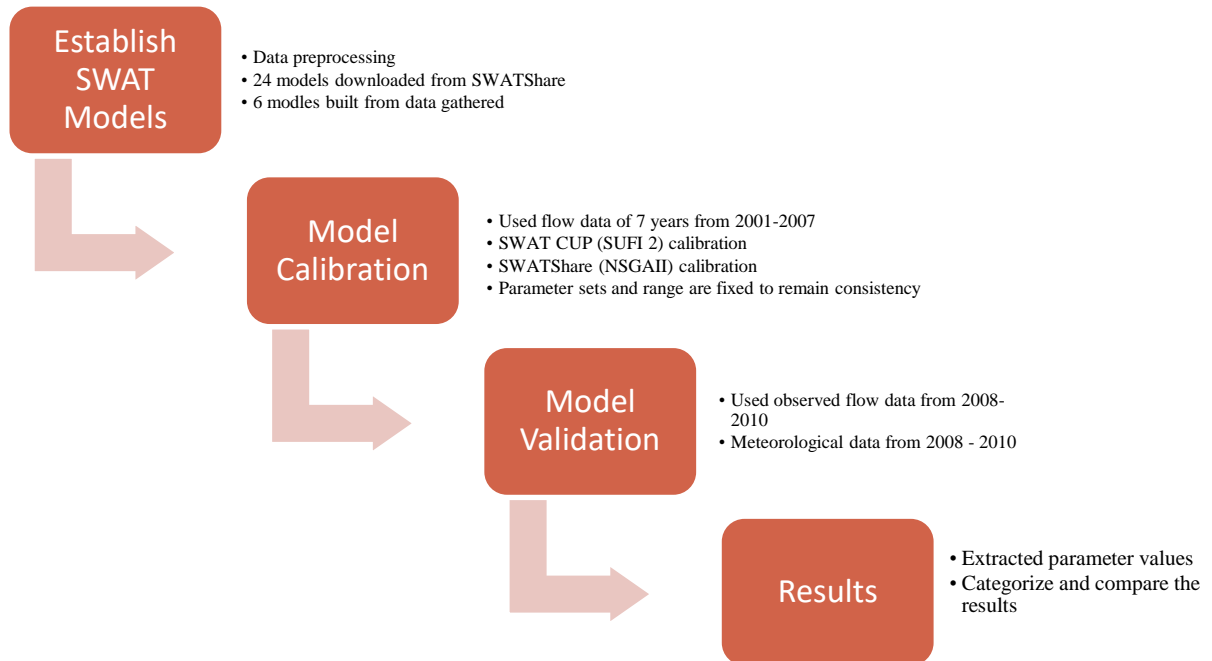 Establish
SWAT
Models
• Data preprocessing
• 24 models downloaded from SWATShare
• 6 modles built from data gathered
Model
Calibration
• Used flow data of 7 years from 2001-2007
• SWAT CUP (SUFI 2) calibration
• SWATShare (NSGAII) calibration
• Parameter sets and range are fixed to remain consistency
Model
Validation
• Used observed flow data from 2008-
2010
• Meteorological data from 2008 - 2010
Results
• Extracted parameter values
• Categorize and compare the
results